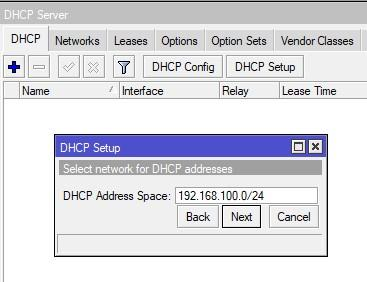 DHCP Server
DHCP Networks Leases Options Option Sets Vendor Classes
DHCP Config DHCP Setup
Name Interface Relay Lease Time
DHCP Setup
Select network for DHCP addresses
DHCP Address Space: 192.168.100.0/24
Back Next Cancel